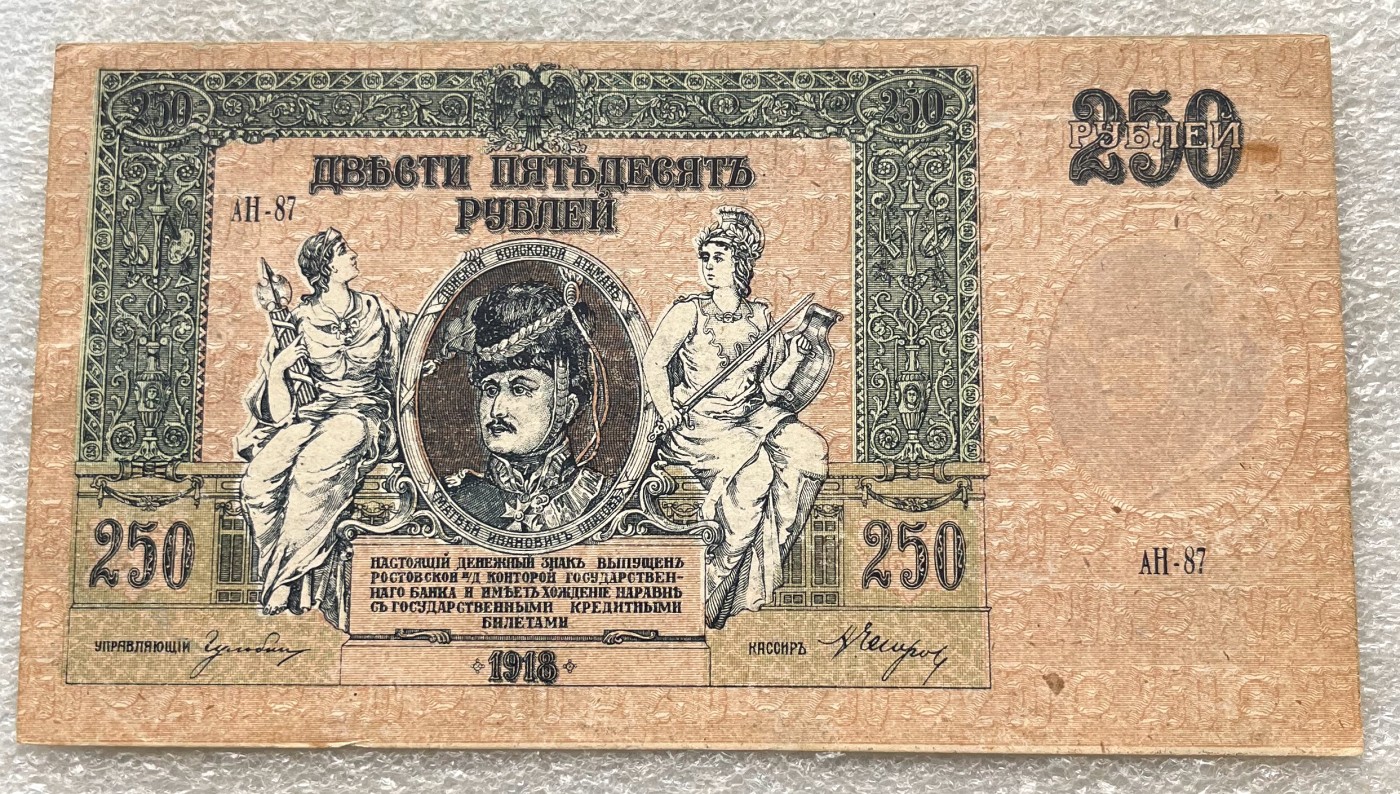 250
250
250
РУБЛЕЙ
ДВѢСТИ ПЯТЬДЕСЯТЪ
РУБЛЕЙ
АН-87
ДОНСКОЙ ВОЙСКОВОЙ АТАМАНЪ
МАТВѢЙ ИВАНОВИЧЪ ПЛАТОВЪ
250
250
АН-87
НАСТОЯЩІЙ ДЕНЕЖНЫЙ ЗНАКЪ ВЫПУЩЕНЪ
РОСТОВСКОЙ Н/Д КОНТОРОЙ ГОСУДАРСТВЕН-
НАГО БАНКА И ИМѢЕТЪ ХОЖДЕНІЕ НАРАВНѢ
СЪ ГОСУДАРСТВЕННЫМИ КРЕДИТНЫМИ
БИЛЕТАМИ
УПРАВЛЯЮЩІЙ
КАССИРЪ
1918